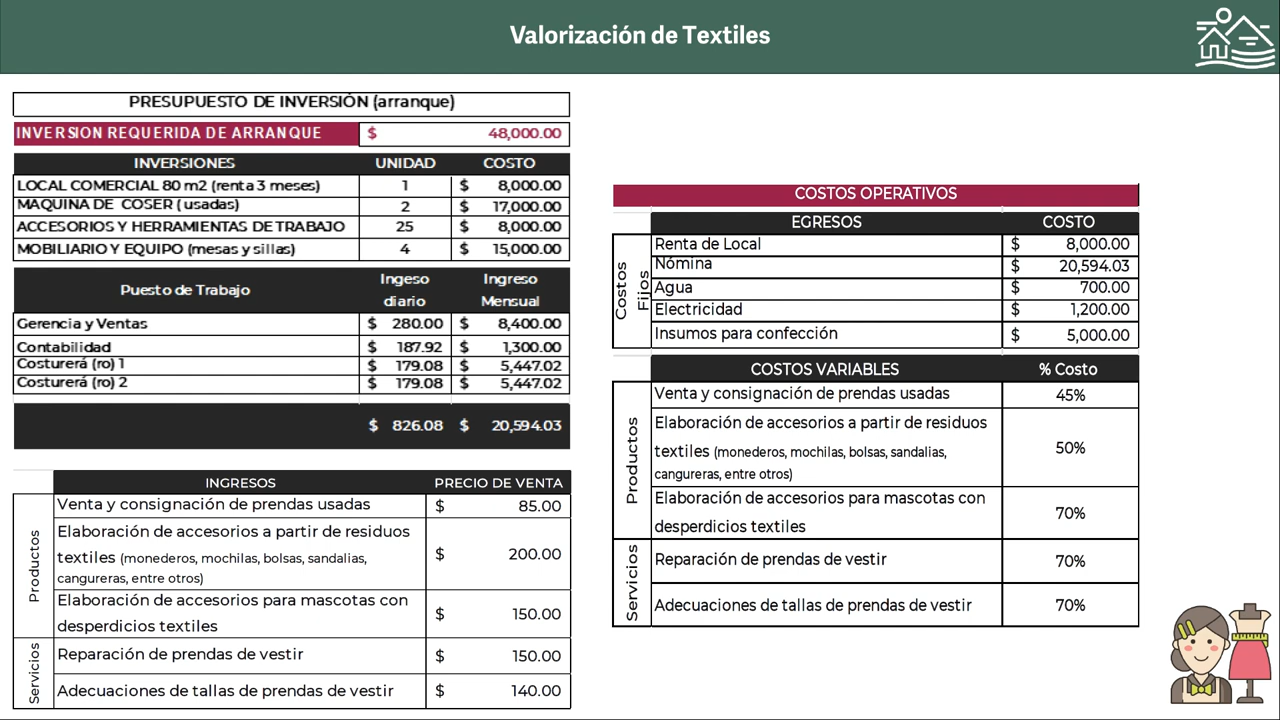 Valorización de Textiles
PRESUPUESTO DE INVERSIÓN (arranque)
INVERSION REQUERIDA DE ARRANQUE $ 48,000.00
INVERSIONES UNIDAD COSTO
LOCAL COMERCIAL 80 m2 (renta 3 meses) 1 $ 8,000.00
MAQUINA DE COSER ( usadas) 2 $ 17,000.00
ACCESORIOS Y HERRAMIENTAS DE TRABAJO 25 $ 8,000.00
MOBILIARIO Y EQUIPO (mesas y sillas) 4 $ 15,000.00
Puesto de Trabajo Ingeso diario Ingreso Mensual
Gerencia y Ventas $ 280.00 $ 8,400.00
Contabilidad $ 187.92 $ 1,300.00
Costurerá (ro) 1 $ 179.08 $ 5,447.02
Costurerá (ro) 2 $ 179.08 $ 5,447.02
$ 826.08 $ 20,594.03
INGRESOS PRECIO DE VENTA
Productos
Venta y consignación de prendas usadas $ 85.00
Elaboración de accesorios a partir de residuos
textiles (monederos, mochilas, bolsas, sandalias, $ 200.00
cangureras, entre otros)
Elaboración de accesorios para mascotas con
desperdicios textiles $ 150.00
Servicios
Reparación de prendas de vestir $ 150.00
Adecuaciones de tallas de prendas de vestir $ 140.00
COSTOS OPERATIVOS
EGRESOS COSTO
Costos
Fijos
Renta de Local $ 8,000.00
Nómina $ 20,594.03
Agua $ 700.00
Electricidad $ 1,200.00
Insumos para confección $ 5,000.00
COSTOS VARIABLES % Costo
Productos
Venta y consignación de prendas usadas 45%
Elaboración de accesorios a partir de residuos
textiles (monederos, mochilas, bolsas, sandalias, 50%
cangureras, entre otros)
Elaboración de accesorios para mascotas con
desperdicios textiles 70%
Servicios
Reparación de prendas de vestir 70%
Adecuaciones de tallas de prendas de vestir 70%